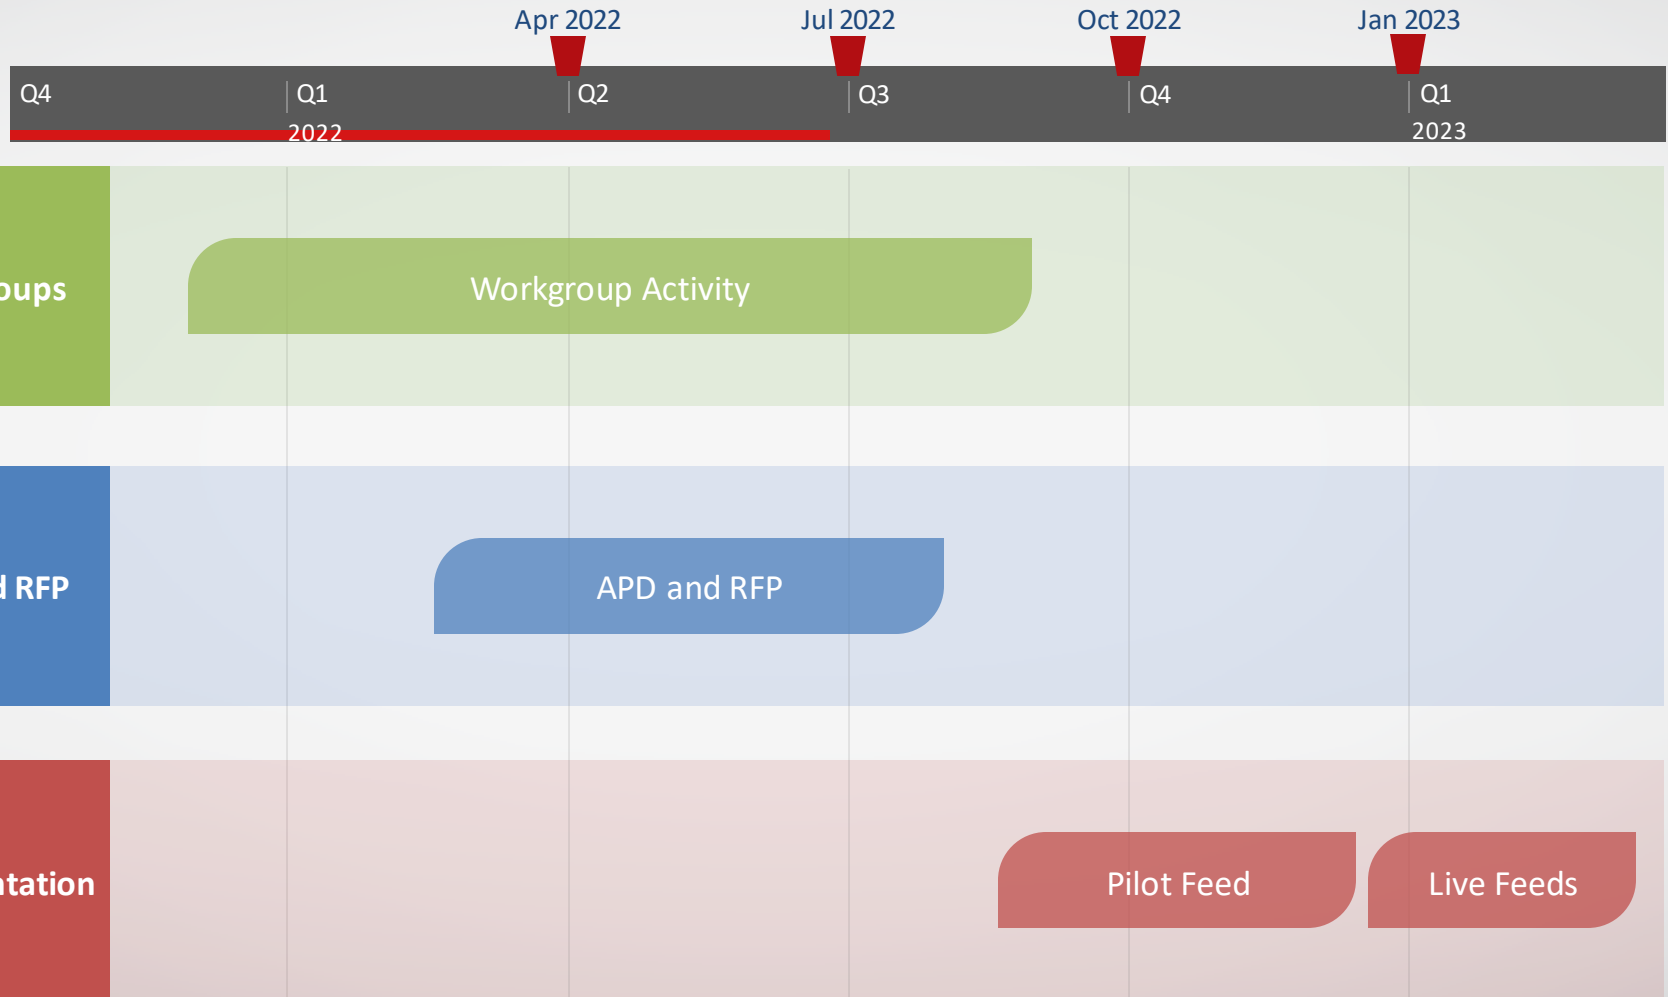 Apr 2022 Jul 2022 Oct 2022 Jan 2023
Q4 Q1 Q2 Q3 Q4 Q1
2022 2023
oups
Workgroup Activity
d RFP
APD and RFP
ntation
Pilot Feed Live Feeds